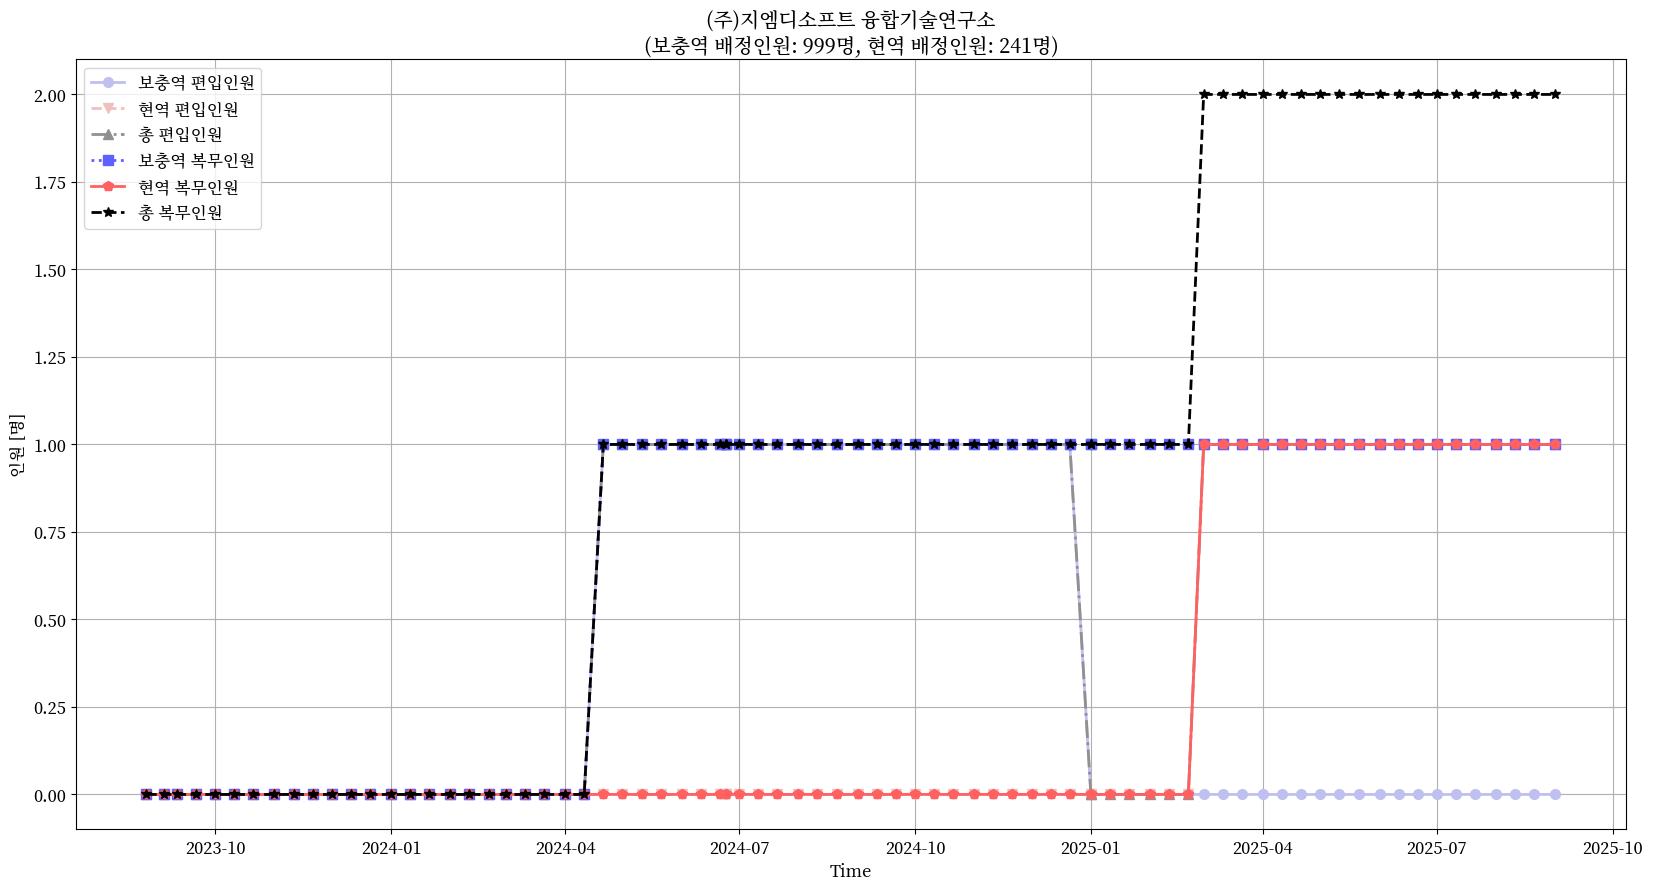 (주)지엠디소프트 융합기술연구소
(보충역 배정인원: 999명, 현역 배정인원: 241명)
보충역 편입인원
현역 편입인원
총 편입인원
보충역 복무인원
현역 복무인원
총 복무인원
2.00
1.75
1.50
1.25
1.00
0.75
0.50
0.25
0.00
인원 [명]
2023-10
2024-01
2024-04
2024-07
2024-10
2025-01
2025-04
2025-07
2025-10
Time